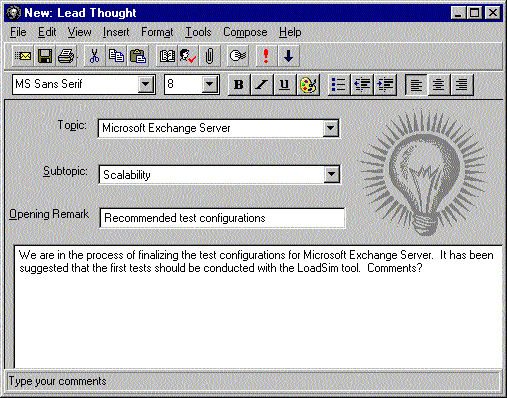 New: Lead Thought
File Edit View Insert Format Tools Compose Help
MS Sans Serif 8 B I U
Topic: Microsoft Exchange Server
Subtopic: Scalability
Opening Remark Recommended test configurations
We are in the process of finalizing the test configurations for Microsoft Exchange Server. It has been
suggested that the first tests should be conducted with the LoadSim tool. Comments?
Type your comments